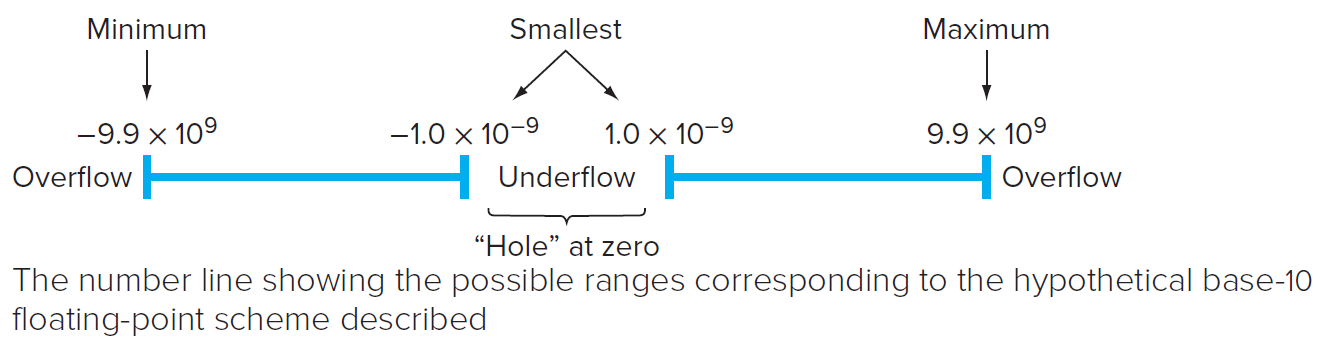 Minimum Smallest Maximum
−9.9 × 10⁹ −1.0 × 10⁻⁹ 1.0 × 10⁻⁹ 9.9 × 10⁹
Overflow Underflow Overflow
“Hole” at zero
The number line showing the possible ranges corresponding to the hypothetical base-10
floating-point scheme described